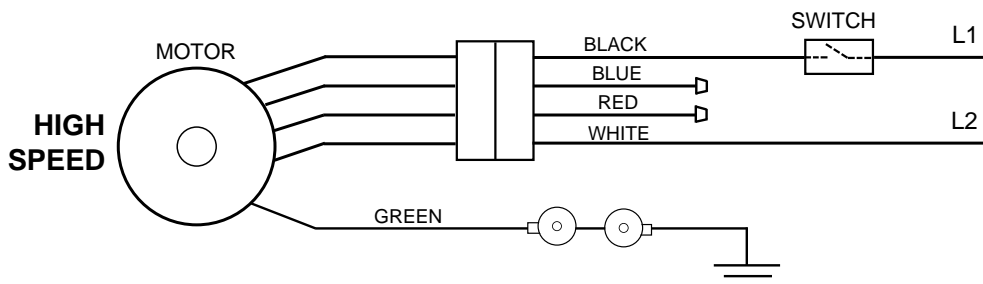 SWITCH
L1
MOTOR
BLACK
BLUE
HIGH
SPEED
RED
L2
WHITE
GREEN